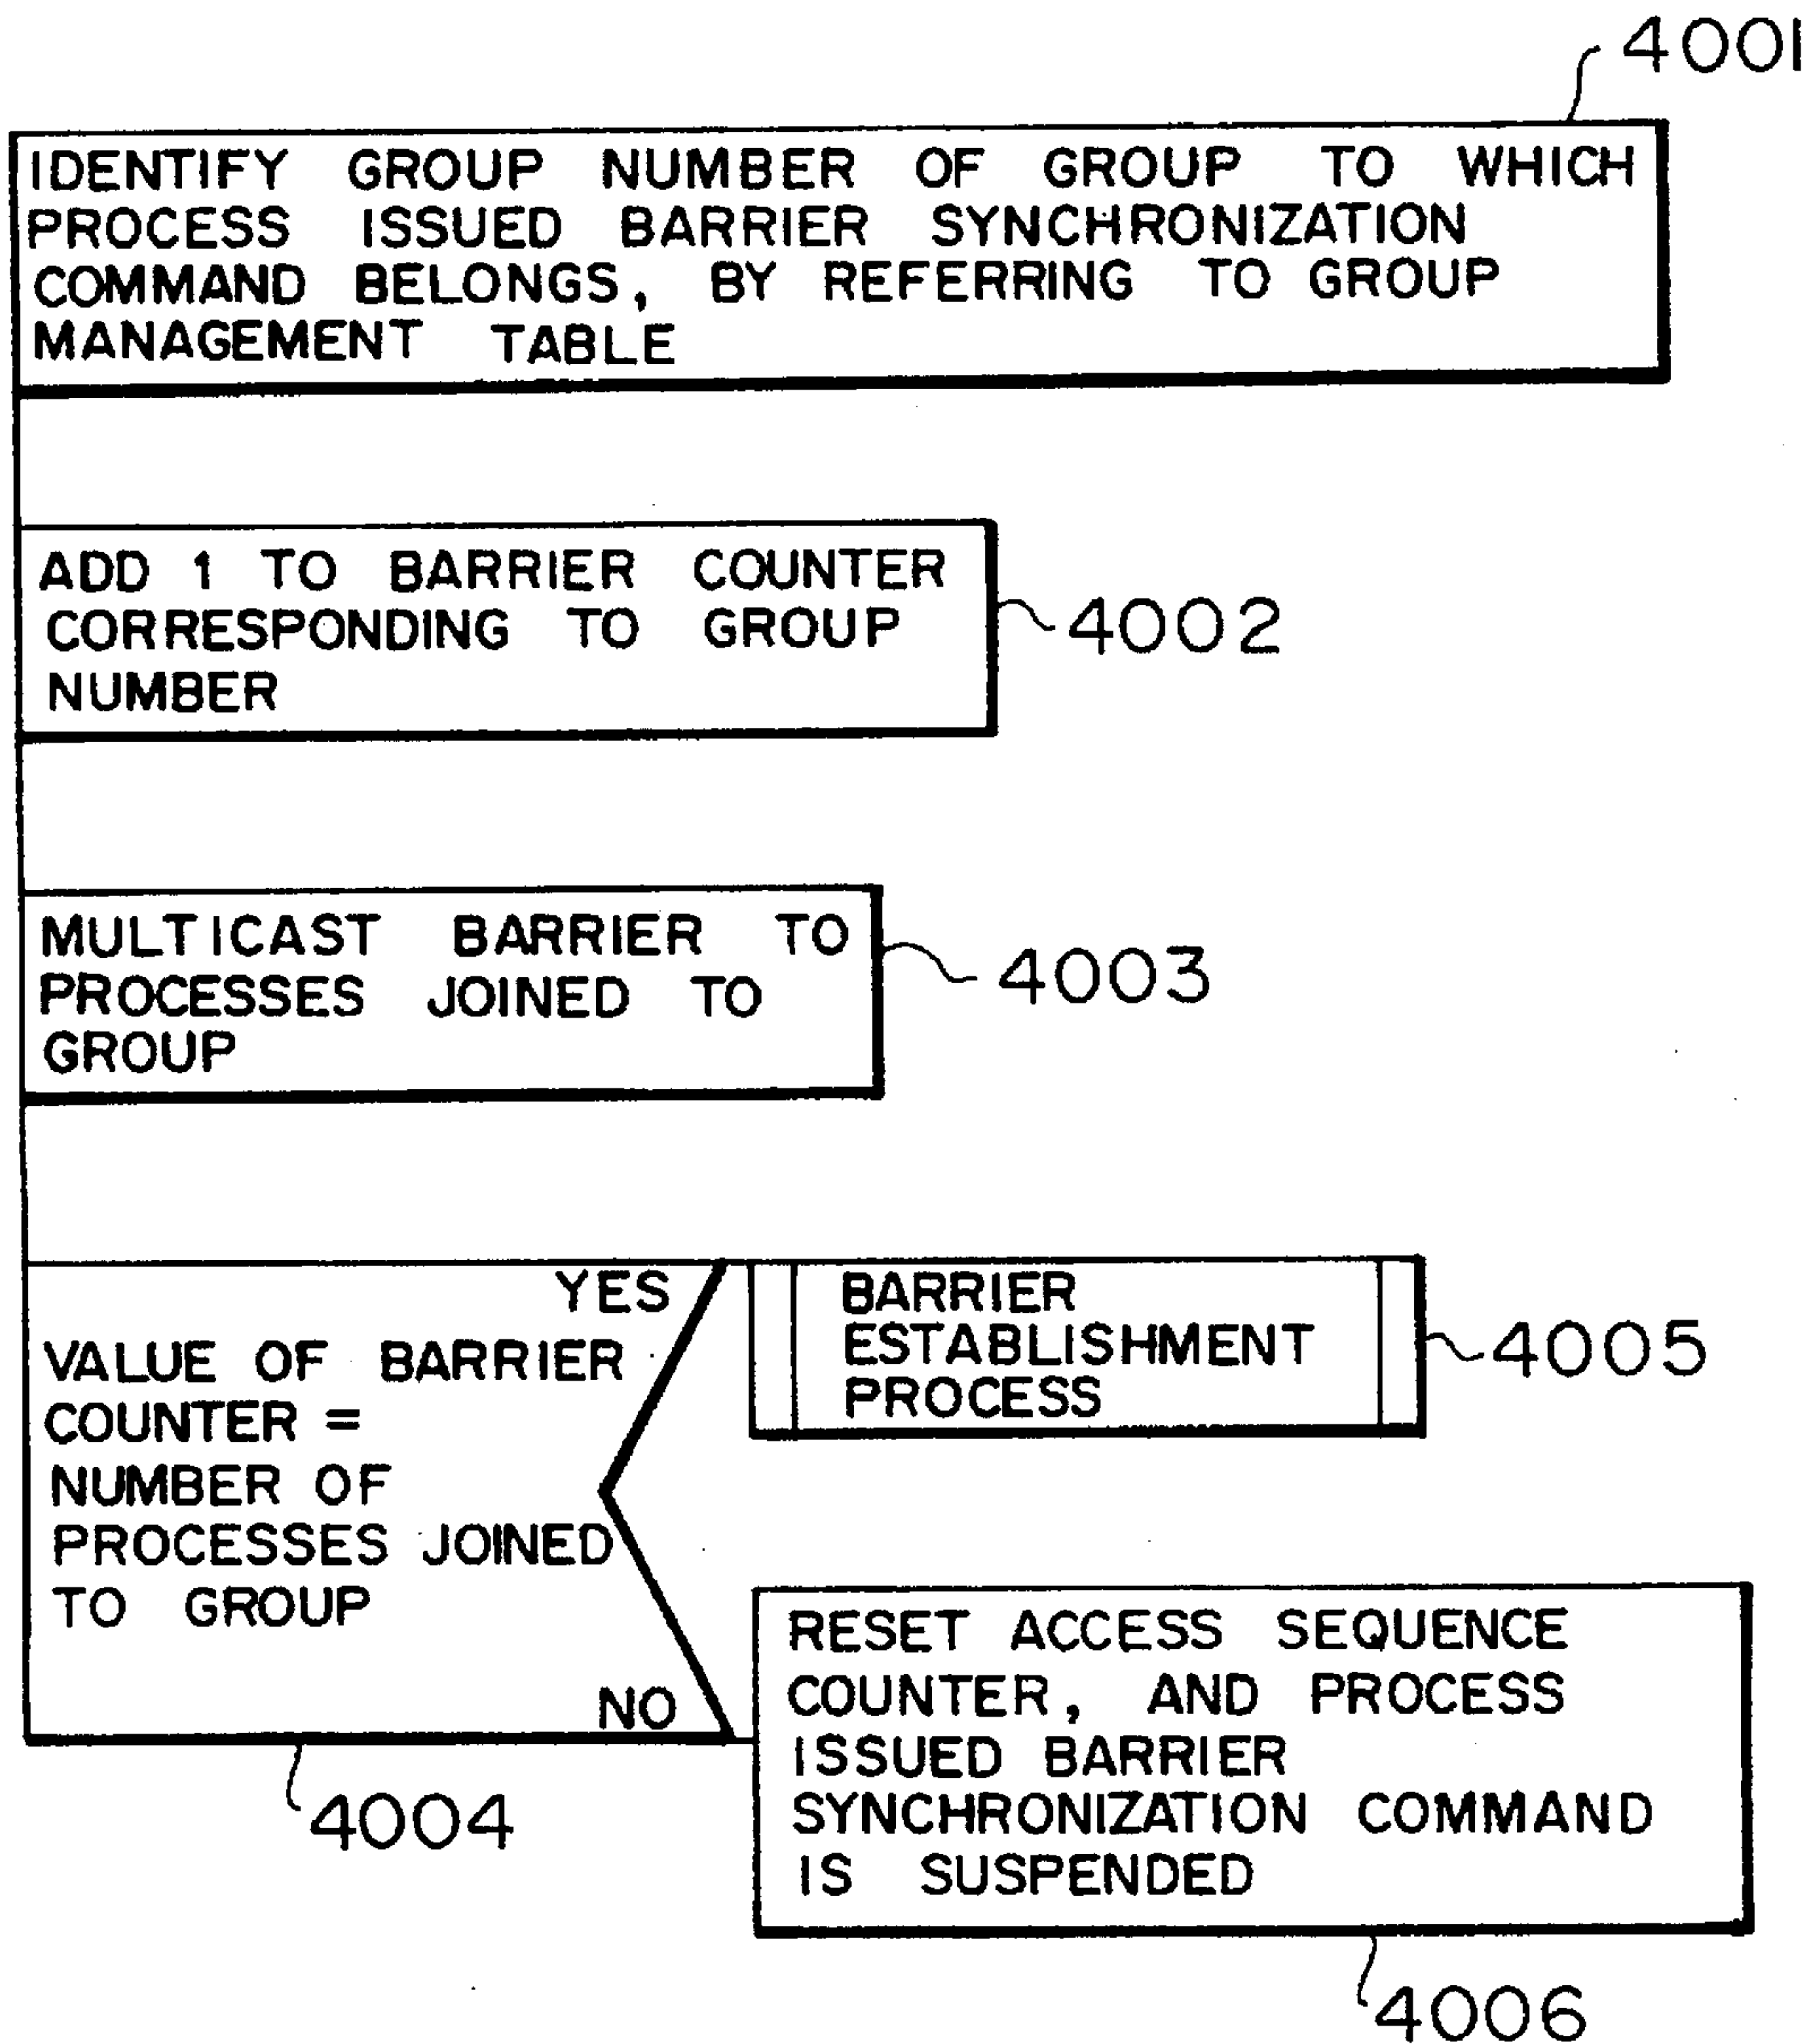 4001
IDENTIFY GROUP NUMBER OF GROUP TO WHICH
PROCESS ISSUED BARRIER SYNCHRONIZATION
COMMAND BELONGS, BY REFERRING TO GROUP
MANAGEMENT TABLE
ADD 1 TO BARRIER COUNTER
CORRESPONDING TO GROUP
NUMBER
4002
MULTICAST BARRIER TO
PROCESSES JOINED TO
GROUP
4003
YES
VALUE OF BARRIER
COUNTER =
NUMBER OF
PROCESSES JOINED
TO GROUP
NO
4004
BARRIER
ESTABLISHMENT
PROCESS
4005
RESET ACCESS SEQUENCE
COUNTER, AND PROCESS
ISSUED BARRIER
SYNCHRONIZATION COMMAND
IS SUSPENDED
4006